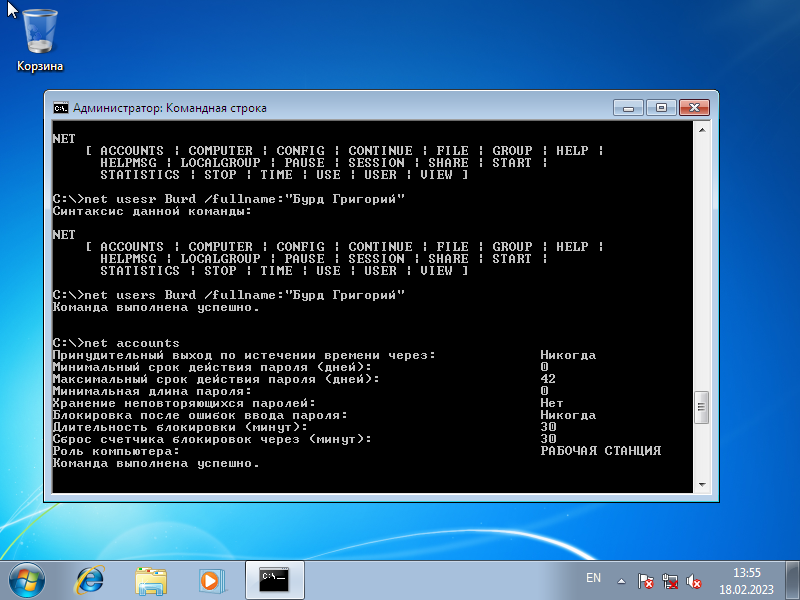 Корзина
Администратор: Командная строка
NET
[ ACCOUNTS | COMPUTER | CONFIG | CONTINUE | FILE | GROUP | HELP |
HELPMSG | LOCALGROUP | PAUSE | SESSION | SHARE | START |
STATISTICS | STOP | TIME | USE | USER | VIEW ]
C:\>net usesr Burd /fullname:"Бурд Григорий"
Синтаксис данной команды:
NET
[ ACCOUNTS | COMPUTER | CONFIG | CONTINUE | FILE | GROUP | HELP |
HELPMSG | LOCALGROUP | PAUSE | SESSION | SHARE | START |
STATISTICS | STOP | TIME | USE | USER | VIEW ]
C:\>net users Burd /fullname:"Бурд Григорий"
Команда выполнена успешно.
C:\>net accounts
Принудительный выход по истечении времени через: Никогда
Минимальный срок действия пароля (дней): 0
Максимальный срок действия пароля (дней): 42
Минимальная длина пароля: 0
Хранение неповторяющихся паролей: Нет
Блокировка после ошибок ввода пароля: Никогда
Длительность блокировки (минут): 30
Сброс счетчика блокировок через (минут): 30
Роль компьютера: РАБОЧАЯ СТАНЦИЯ
Команда выполнена успешно.
EN
13:55
18.02.2023